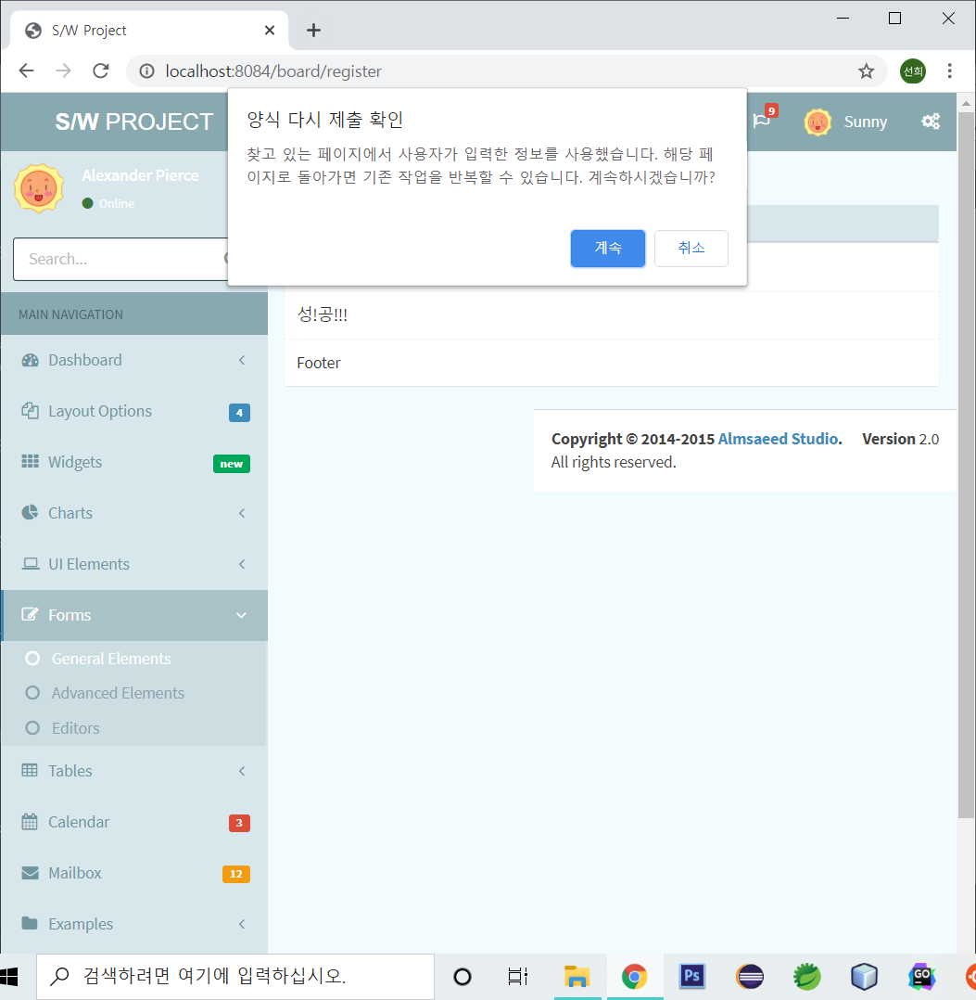 S/W Project
localhost:8084/board/register
선희
S/W PROJECT
9
Sunny
양식 다시 제출 확인
찾고 있는 페이지에서 사용자가 입력한 정보를 사용했습니다. 해당 페
이지로 돌아가면 기존 작업을 반복할 수 있습니다. 계속하시겠습니까?
계속
취소
Alexander Pierce
Online
Search...
MAIN NAVIGATION
Dashboard
Layout Options 4
Widgets new
Charts
UI Elements
Forms
General Elements
Advanced Elements
Editors
Tables
Calendar 3
Mailbox 12
Examples
성!공!!!
Footer
Copyright © 2014-2015 Almsaeed Studio. Version 2.0
All rights reserved.
검색하려면 여기에 입력하십시오.
Ps
GO